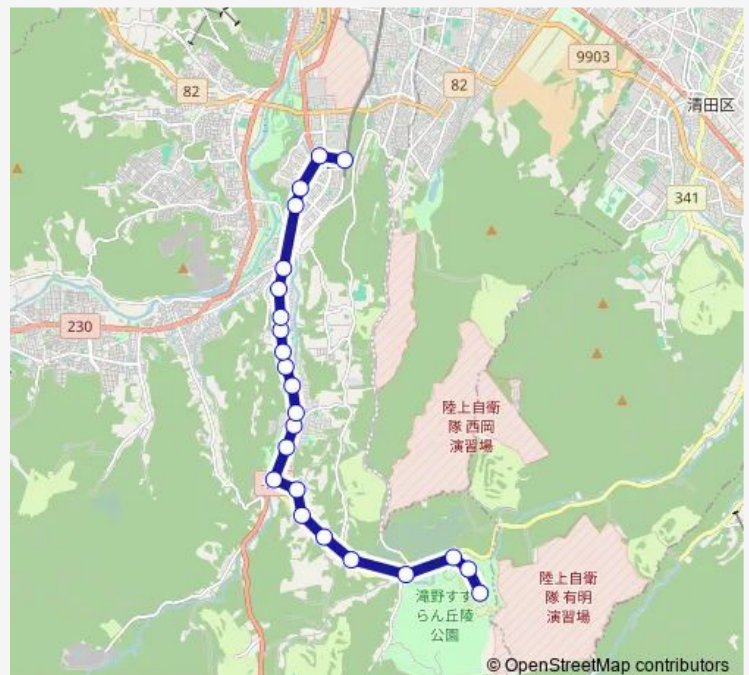 9903
82
82
清田区
341
230
陸上自衛
隊 西岡
演習場
陸上自衛
隊 有明
演習場
滝野すず
らん丘陵
公園
© OpenStreetMap contributors